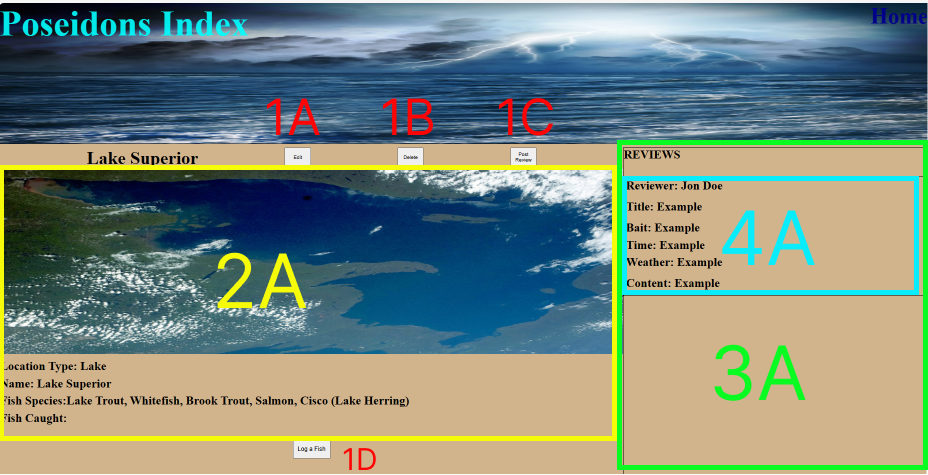 Poseidons Index
Home
1A
1B
1C
Lake Superior
Edit
Delete
Post
Review
2A
Location Type: Lake
Name: Lake Superior
Fish Species:Lake Trout, Whitefish, Brook Trout, Salmon, Cisco (Lake Herring)
Fish Caught:
Log a Fish
1D
REVIEWS
Reviewer: Jon Doe
Title: Example
Bait: Example
Time: Example
Weather: Example
Content: Example
4A
3A